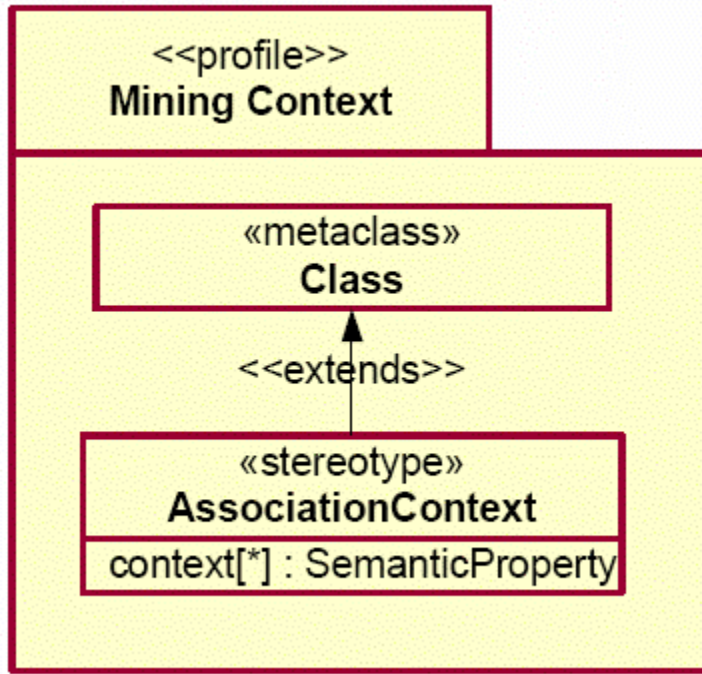 <<profile>>
Mining Context
«metaclass»
Class
<<extends>>
«stereotype»
AssociationContext
context[*] : SemanticProperty